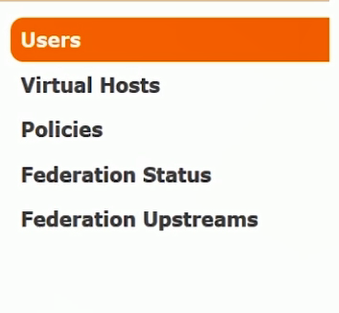 Users
Virtual Hosts
Policies
Federation Status
Federation Upstreams